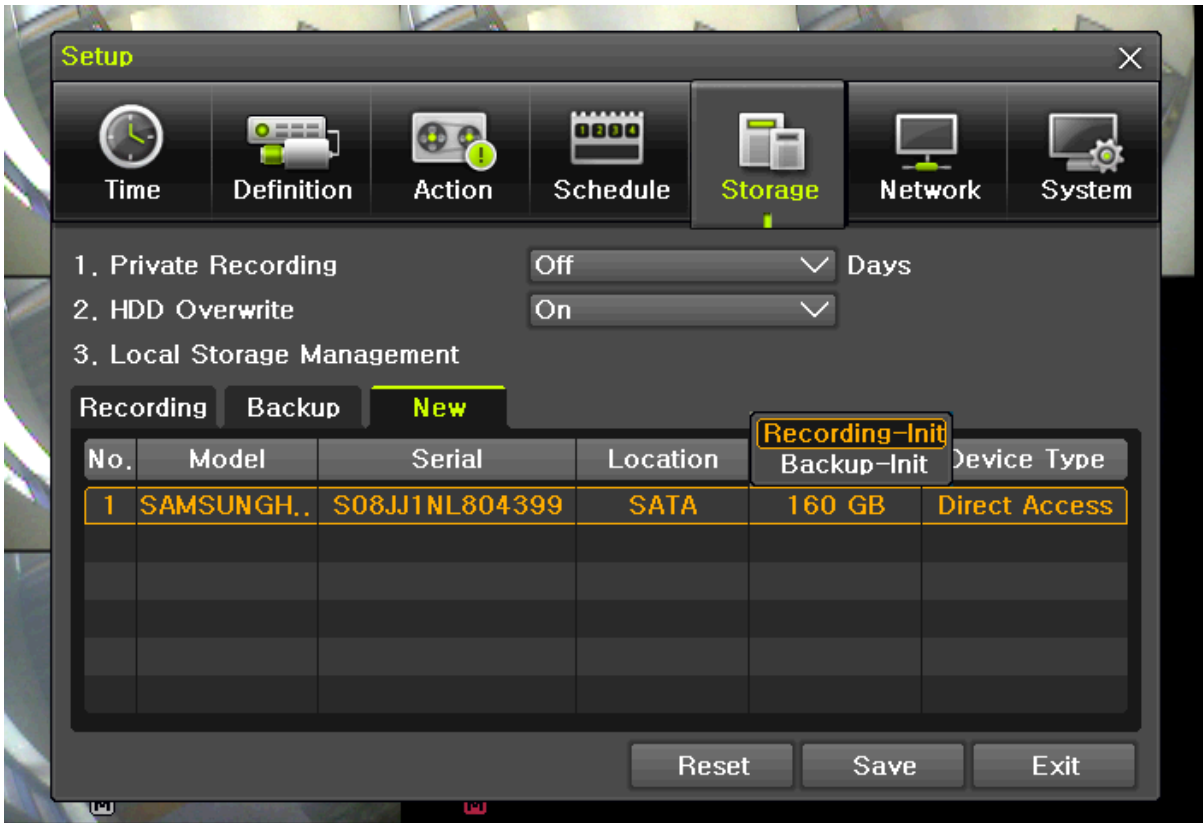 Setup
Time Definition Action Schedule Storage Network System
1. Private Recording Off Days
2. HDD Overwrite On
3. Local Storage Management
Recording Backup New
Recording-Init
Backup-Init
No. Model Serial Location Device Type
1 SAMSUNGH.. S08JJ1NL804399 SATA 160 GB Direct Access
Reset Save Exit
M M